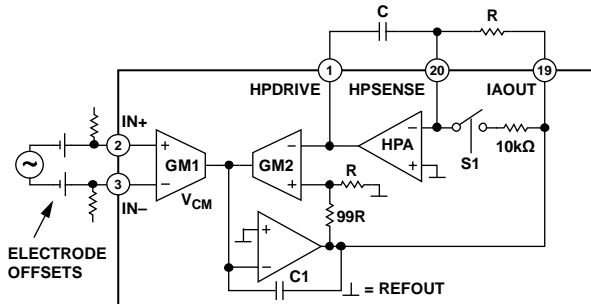 C
R
1
20
19
HPDRIVE
HPSENSE
IAOUT
IN+
2
+
−
GM1
GM2
−
+
HPA
−
+
S1
10kΩ
~
3
IN–
VCM
R
99R
ELECTRODE
OFFSETS
+
−
C1
= REFOUT